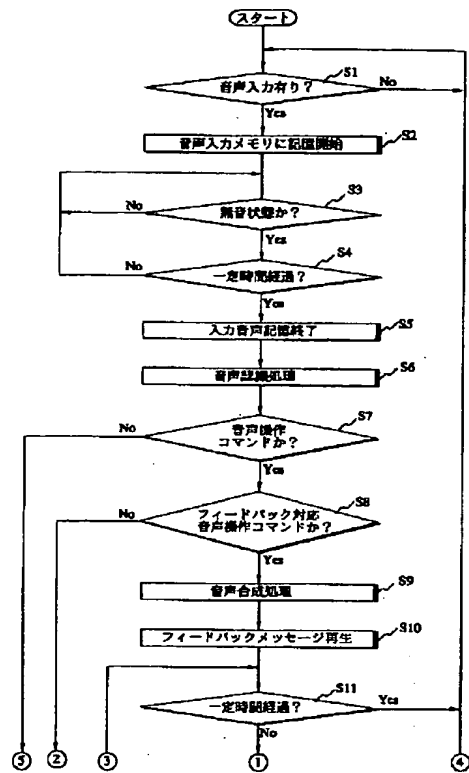 スタート
音声入力有り？
S1
No
Yes
音声入力メモリに記憶開始
S2
無音状態か？
S3
No
Yes
一定時間経過？
S4
No
Yes
入力音声記憶終了
S5
音声認識処理
S6
音声操作
コマンドか？
S7
No
Yes
フィードバック対応
音声操作コマンドか？
S8
No
Yes
音声合成処理
S9
フィードバックメッセージ再生
S10
一定時間経過？
S11
Yes
No
⑤
②
③
①
④